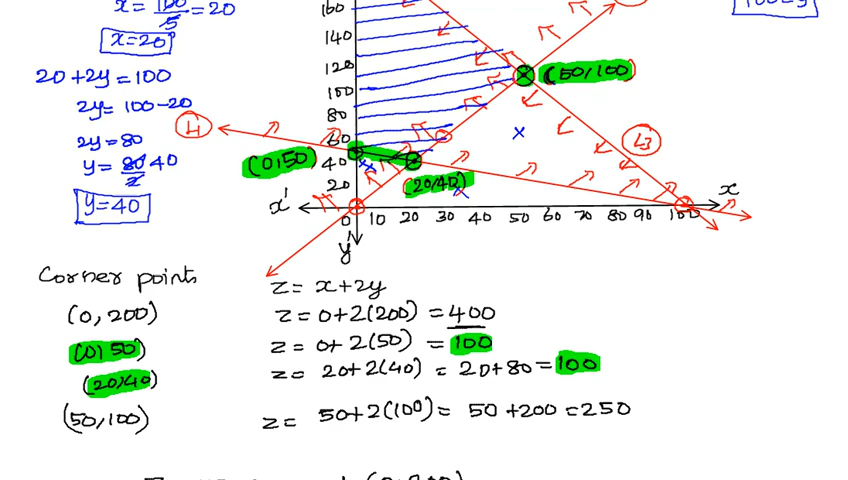 x = 100/5 = 20
x = 20
20 + 2y = 100
2y = 100 - 20
2y = 80
y = 80/2 40
y = 40
160
140
120
100
80
60
40
20
(50, 100)
L3
(0, 50)
(20, 40)
x' 0 10 20 30 40 50 60 70 80 90 100 x
y'
Corner points
(0, 200)
(0, 50)
(20, 40)
(50, 100)
z = x + 2y
z = 0 + 2(200) = 400
z = 0 + 2(50) = 100
z = 20 + 2(40) = 20 + 80 = 100
z = 50 + 2(100) = 50 + 200 = 250